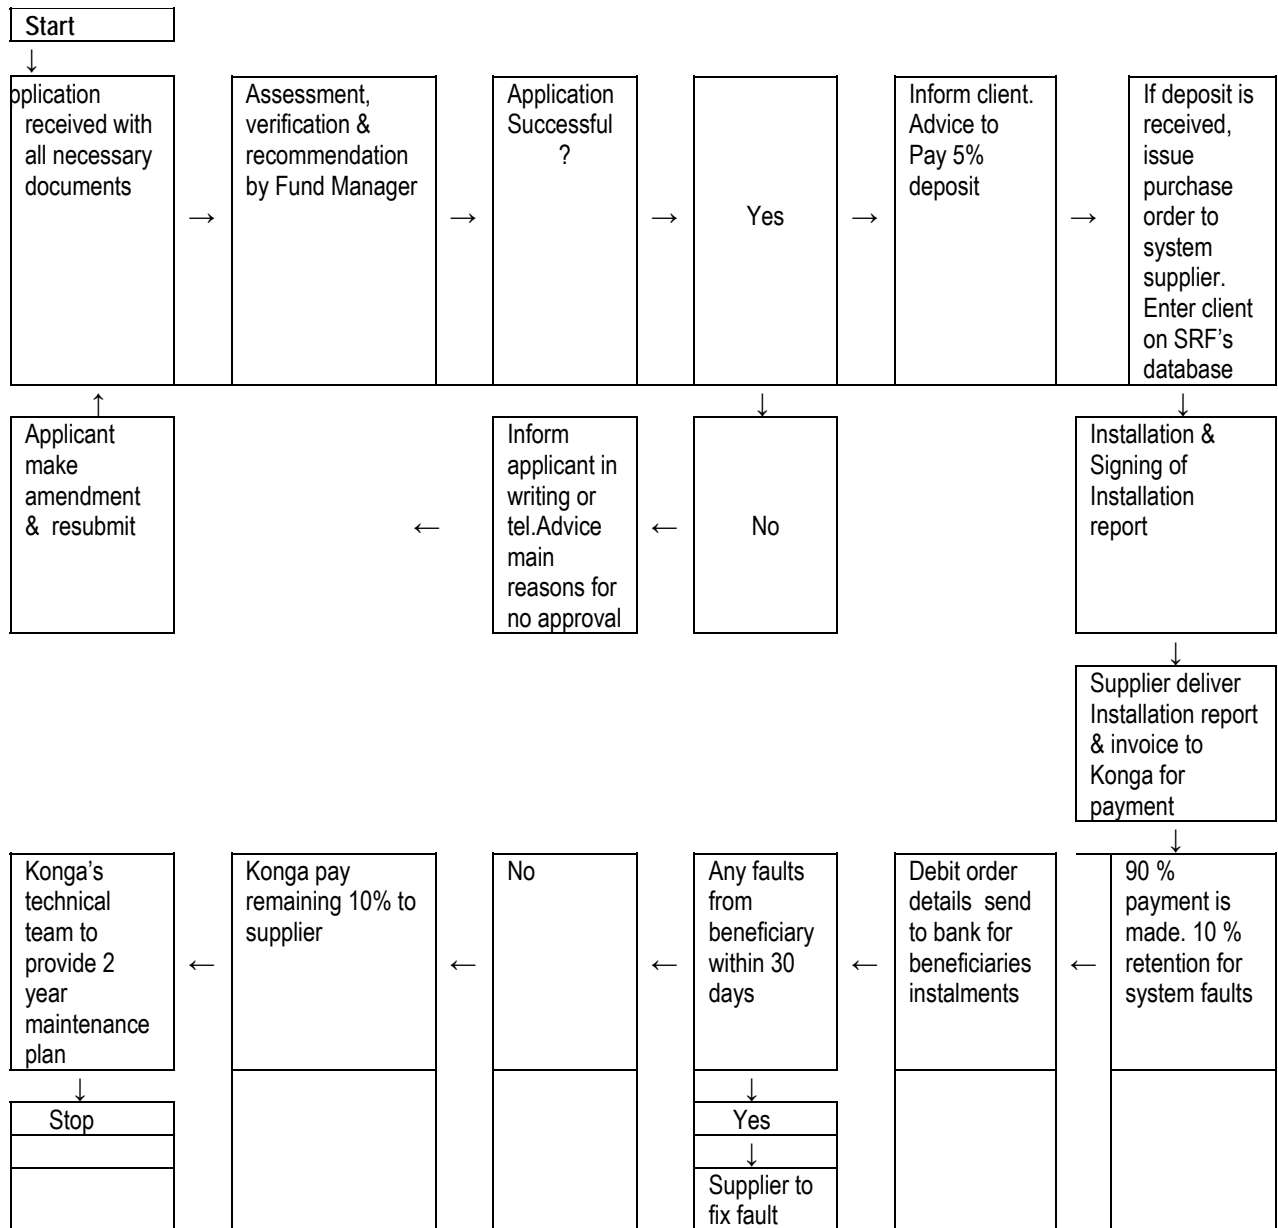 Start
↓
pplication
received with
all necessary
documents
→
Assessment,
verification &
recommendation
by Fund Manager
→
Application
Successful
?
→
Yes
→
Inform client.
Advice to
Pay 5%
deposit
→
If deposit is
received,
issue
purchase
order to
system
supplier.
Enter client
on SRF's
database
↑
↓
↓
Applicant
make
amendment
& resubmit
←
Inform
applicant in
writing or
tel.Advice
main
reasons for
no approval
←
No
Installation &
Signing of
Installation
report
↓
Supplier deliver
Installation report
& invoice to
Konga for
payment
↓
Konga's
technical
team to
provide 2
year
maintenance
plan
←
Konga pay
remaining 10% to
supplier
←
No
←
Any faults
from
beneficiary
within 30
days
←
Debit order
details send
to bank for
beneficiaries
instalments
←
90 %
payment is
made. 10 %
retention for
system faults
↓
↓
Stop
Yes
↓
Supplier to
fix fault